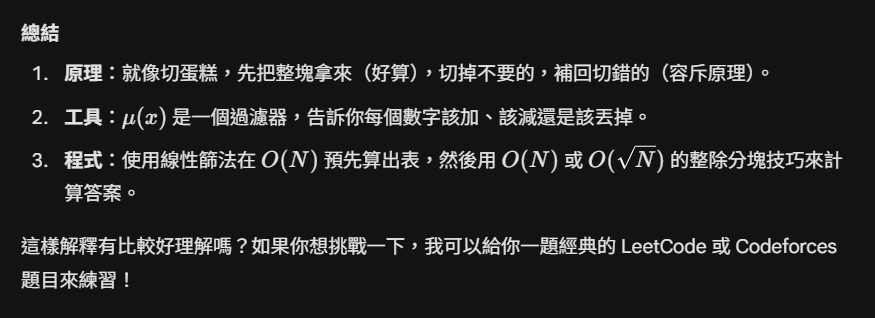 總結
1. 原理：就像切蛋糕，先把整塊拿來（好算），切掉不要的，補回切錯的（容斥原理）。
2. 工具：μ(x) 是一個過濾器，告訴你每個數字該加、該減還是該丟掉。
3. 程式：使用線性篩法在 O(N) 預先算出表，然後用 O(N) 或 O(√N) 的整除分塊技巧來計
算答案。
這樣解釋有比較好理解嗎？如果你想挑戰一下，我可以給你一題經典的 LeetCode 或 Codeforces
題目來練習！